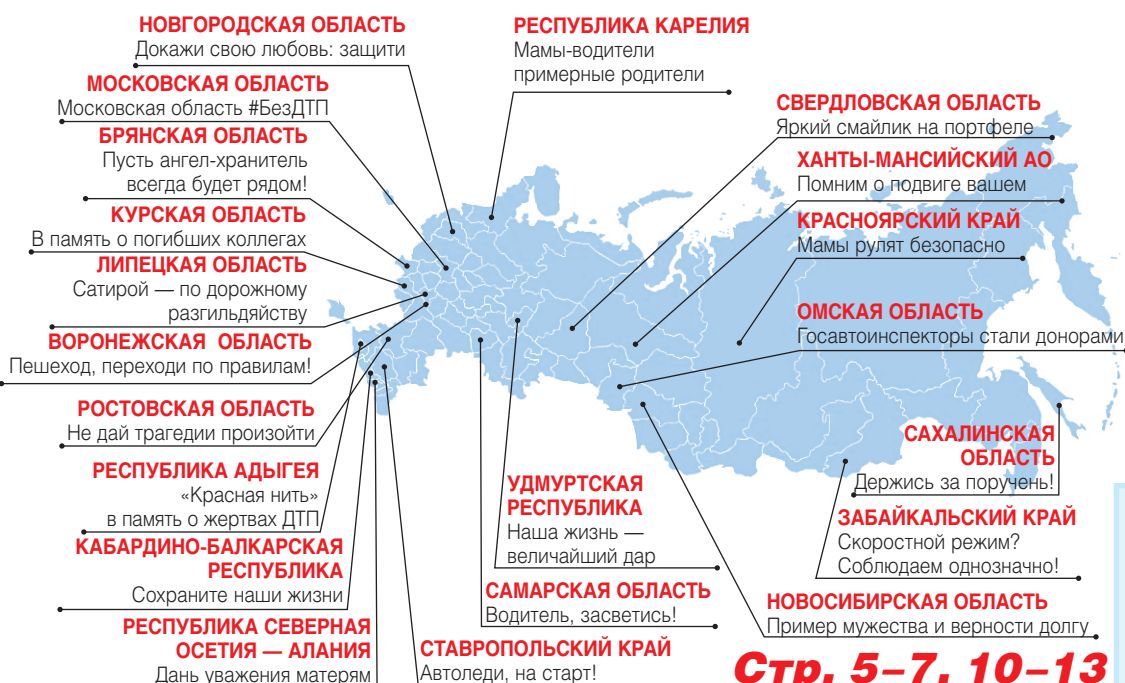 НОВГОРОДСКАЯ ОБЛАСТЬ
Докажи свою любовь: защити
МОСКОВСКАЯ ОБЛАСТЬ
Московская область #БезДТП
БРЯНСКАЯ ОБЛАСТЬ
Пусть ангел-хранитель
всегда будет рядом!
КУРСКАЯ ОБЛАСТЬ
В память о погибших коллегах
ЛИПЕЦКАЯ ОБЛАСТЬ
Сатирой — по дорожному
разгильдяйству
ВОРОНЕЖСКАЯ ОБЛАСТЬ
Пешеход, переходи по правилам!
РОСТОВСКАЯ ОБЛАСТЬ
Не дай трагедии произойти
РЕСПУБЛИКА АДЫГЕЯ
«Красная нить»
в память о жертвах ДТП
КАБАРДИНО-БАЛКАРСКАЯ
РЕСПУБЛИКА
Сохраните наши жизни
РЕСПУБЛИКА СЕВЕРНАЯ
ОСЕТИЯ — АЛАНИЯ
Дань уважения матерям
РЕСПУБЛИКА КАРЕЛИЯ
Мамы-водители
примерные родители
УДМУРТСКАЯ
РЕСПУБЛИКА
Наша жизнь —
величайший дар
САМАРСКАЯ ОБЛАСТЬ
Водитель, засветись!
СТАВРОПОЛЬСКИЙ КРАЙ
Автоледи, на старт!
СВЕРДЛОВСКАЯ ОБЛАСТЬ
Яркий смайлик на портфеле
ХАНТЫ-МАНСИЙСКИЙ АО
Помним о подвиге вашем
КРАСНОЯРСКИЙ КРАЙ
Мамы рулят безопасно
ОМСКАЯ ОБЛАСТЬ
Госавтоинспекторы стали донорами
САХАЛИНСКАЯ
ОБЛАСТЬ
Держись за поручень!
ЗАБАЙКАЛЬСКИЙ КРАЙ
Скоростной режим?
Соблюдаем однозначно!
НОВОСИБИРСКАЯ ОБЛАСТЬ
Пример мужества и верности долгу
Стр. 5–7, 10–13